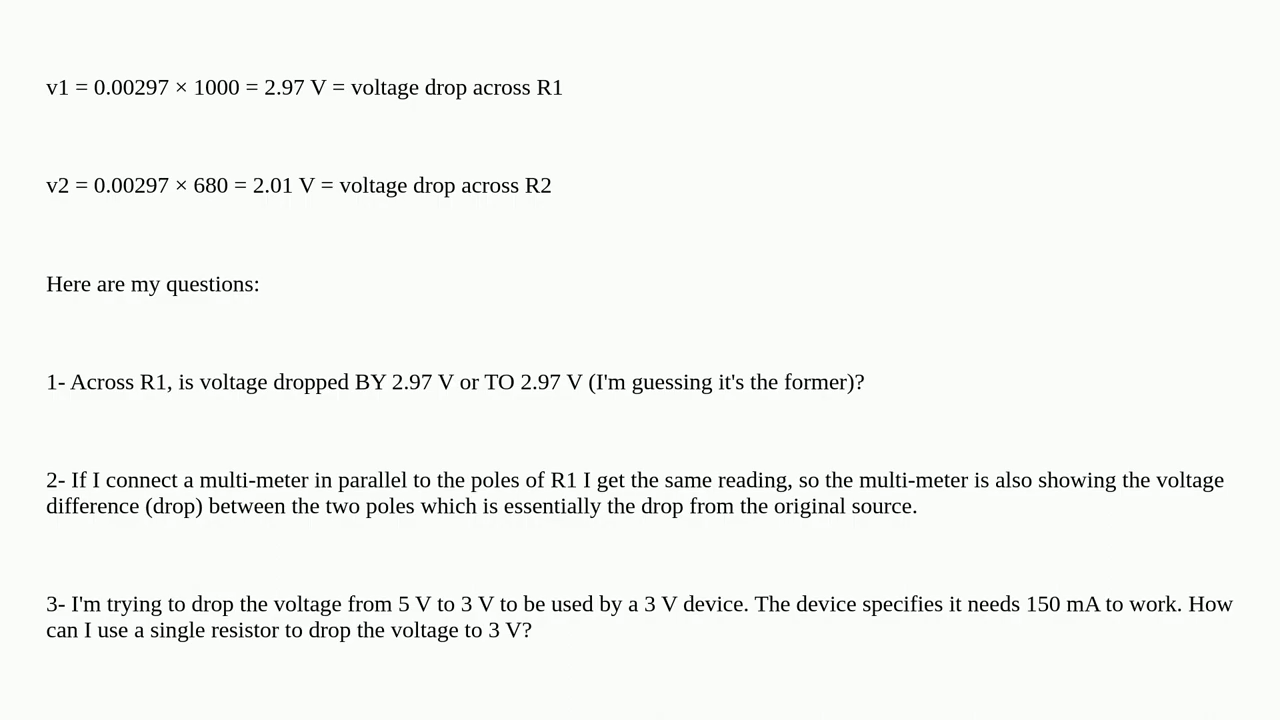 v1 = 0.00297 × 1000 = 2.97 V = voltage drop across R1
v2 = 0.00297 × 680 = 2.01 V = voltage drop across R2
Here are my questions:
1- Across R1, is voltage dropped BY 2.97 V or TO 2.97 V (I'm guessing it's the former)?
2- If I connect a multi-meter in parallel to the poles of R1 I get the same reading, so the multi-meter is also showing the voltage
difference (drop) between the two poles which is essentially the drop from the original source.
3- I'm trying to drop the voltage from 5 V to 3 V to be used by a 3 V device. The device specifies it needs 150 mA to work. How
can I use a single resistor to drop the voltage to 3 V?